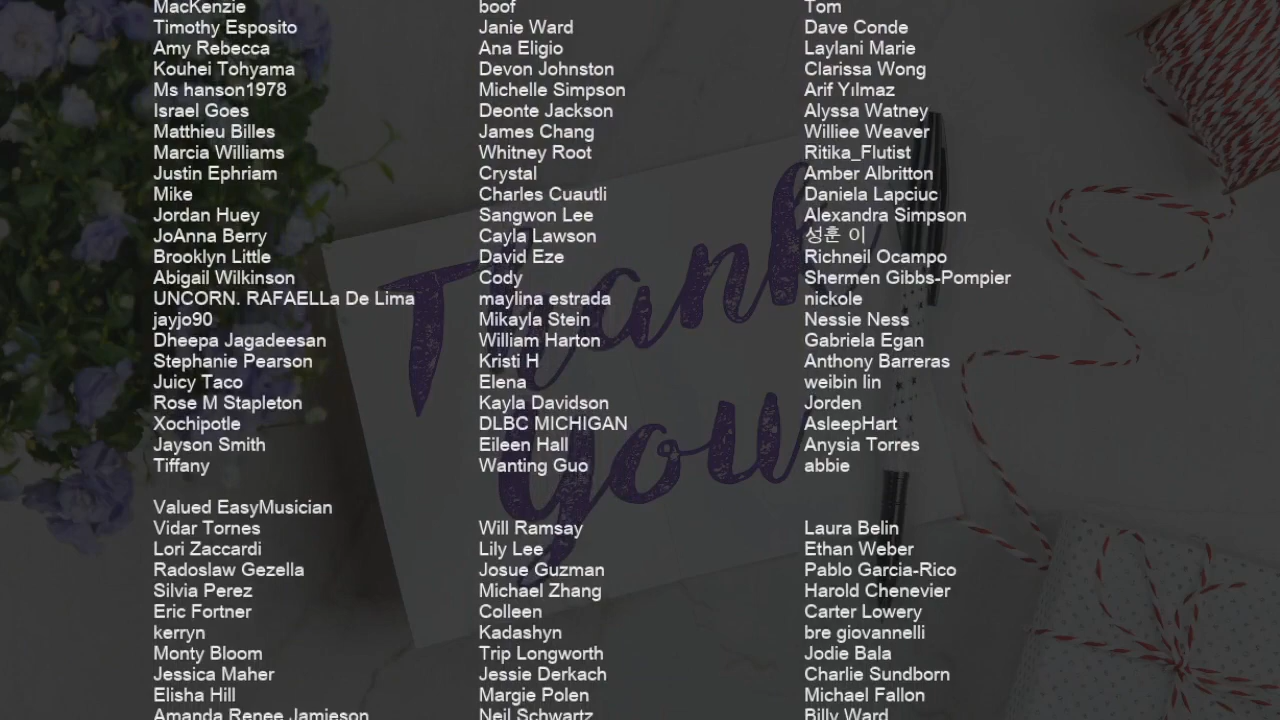 MacKenzie
boof
Tom
Timothy Esposito
Janie Ward
Dave Conde
Amy Rebecca
Ana Eligio
Laylani Marie
Kouhei Tohyama
Devon Johnston
Clarissa Wong
Ms hanson1978
Michelle Simpson
Arif Yılmaz
Israel Goes
Deonte Jackson
Alyssa Watney
Matthieu Billes
James Chang
Williee Weaver
Marcia Williams
Whitney Root
Ritika_Flutist
Justin Ephriam
Crystal
Amber Albritton
Mike
Charles Cuautli
Daniela Lapciuc
Jordan Huey
Sangwon Lee
Alexandra Simpson
JoAnna Berry
Cayla Lawson
성훈 이
Brooklyn Little
David Eze
Richneil Ocampo
Abigail Wilkinson
Cody
Shermen Gibbs-Pompier
UNCORN. RAFAELLa De Lima
maylina estrada
nickole
jayjo90
Mikayla Stein
Nessie Ness
Dheepa Jagadeesan
William Harton
Gabriela Egan
Stephanie Pearson
Kristi H
Anthony Barreras
Juicy Taco
Elena
weibin lin
Rose M Stapleton
Kayla Davidson
Jorden
Xochipotle
DLBC MICHIGAN
AsleepHart
Jayson Smith
Eileen Hall
Anysia Torres
Tiffany
Wanting Guo
abbie
Valued EasyMusician
Vidar Tornes
Will Ramsay
Laura Belin
Lori Zaccardi
Lily Lee
Ethan Weber
Radoslaw Gezella
Josue Guzman
Pablo Garcia-Rico
Silvia Perez
Michael Zhang
Harold Chenevier
Eric Fortner
Colleen
Carter Lowery
kerryn
Kadashyn
bre giovannelli
Monty Bloom
Trip Longworth
Jodie Bala
Jessica Maher
Jessie Derkach
Charlie Sundborn
Elisha Hill
Margie Polen
Michael Fallon
Amanda Renee Jamieson
Neil Schwartz
Billy Ward
Thank
you